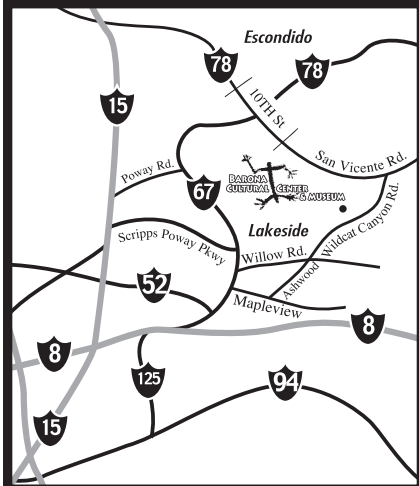 Escondido
78
78
15
10TH St
San Vicente Rd.
Poway Rd.
BARONA
CULTURAL CENTER
& MUSEUM
67
Lakeside
Wildcat Canyon Rd.
Scripps Poway Pkwy
Willow Rd.
Ashwood
52
Mapleview
8
8
125
94
15